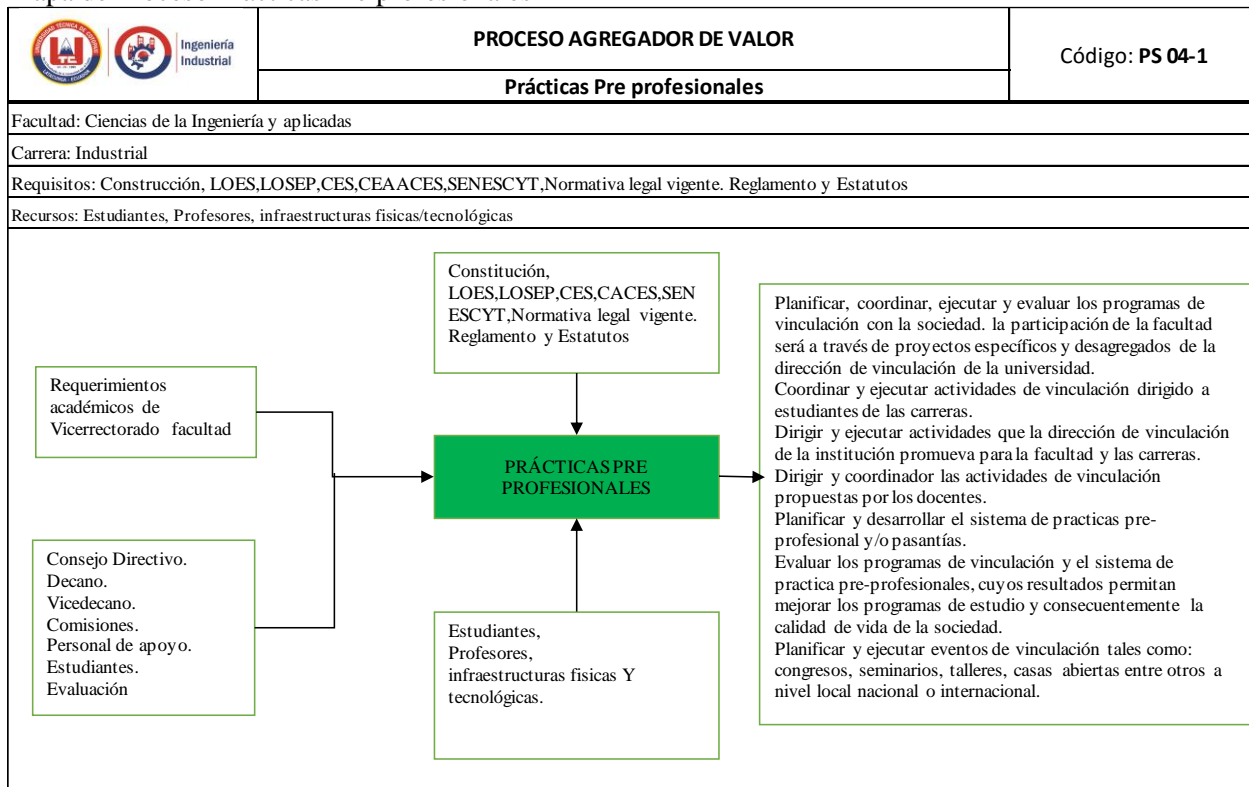 Ingeniería
Industrial
PROCESO AGREGADOR DE VALOR
Prácticas Pre profesionales
Código: PS 04-1
Facultad: Ciencias de la Ingeniería y aplicadas
Carrera: Industrial
Requisitos: Construcción, LOES,LOSEP,CES,CEAACES,SENESCYT,Normativa legal vigente. Reglamento y Estatutos
Recursos: Estudiantes, Profesores, infraestructuras fisicas/tecnológicas
Constitución,
LOES,LOSEP,CES,CACES,SEN
ESCYT,Normativa legal vigente.
Reglamento y Estatutos
Requerimientos
académicos de
Vicerrectorado facultad
Consejo Directivo.
Decano.
Vicedecano.
Comisiones.
Personal de apoyo.
Estudiantes.
Evaluación
PRÁCTICAS PRE
PROFESIONALES
Estudiantes,
Profesores,
infraestructuras fisicas Y
tecnológicas.
Planificar, coordinar, ejecutar y evaluar los programas de
vinculación con la sociedad. la participación de la facultad
será a través de proyectos específicos y desagregados de la
dirección de vinculación de la universidad.
Coordinar y ejecutar actividades de vinculación dirigido a
estudiantes de las carreras.
Dirigir y ejecutar actividades que la dirección de vinculación
de la institución promueva para la facultad y las carreras.
Dirigir y coordinador las actividades de vinculación
propuestas por los docentes.
Planificar y desarrollar el sistema de practicas pre-
profesional y/o pasantías.
Evaluar los programas de vinculación y el sistema de
practica pre-profesionales, cuyos resultados permitan
mejorar los programas de estudio y consecuentemente la
calidad de vida de la sociedad.
Planificar y ejecutar eventos de vinculación tales como:
congresos, seminarios, talleres, casas abiertas entre otros a
nivel local nacional o internacional.